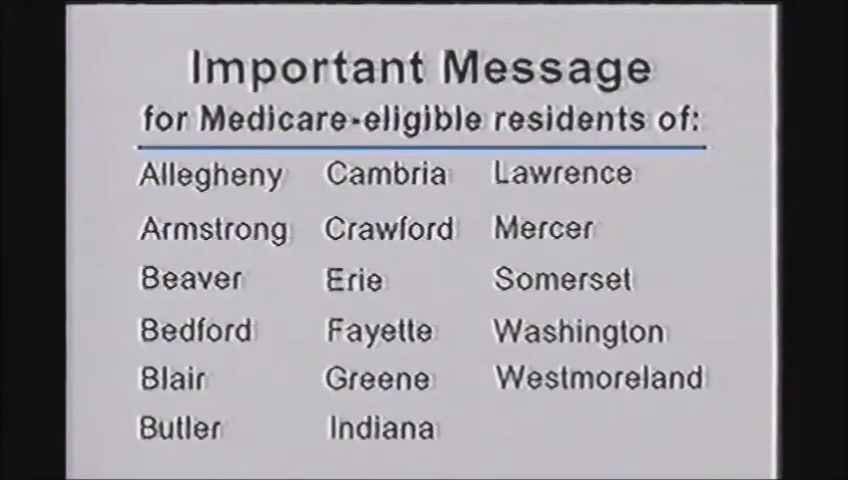 Important Message
for Medicare-eligible residents of:
Allegheny Cambria Lawrence
Armstrong Crawford Mercer
Beaver Erie Somerset
Bedford Fayette Washington
Blair Greene Westmoreland
Butler Indiana